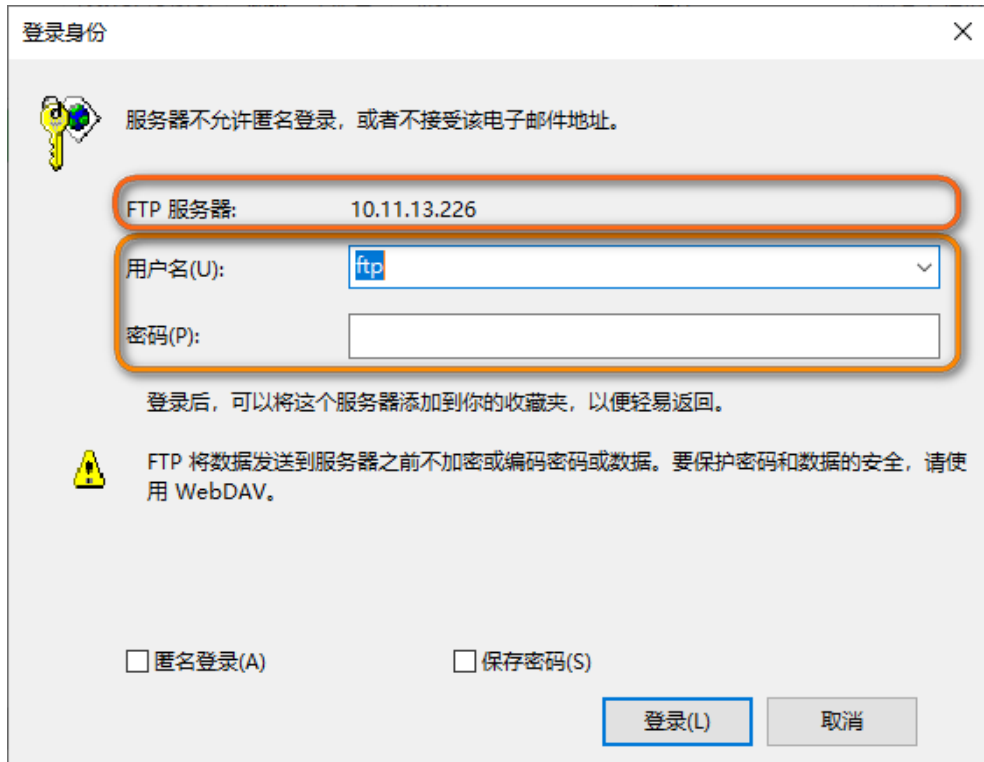 登录身份
服务器不允许匿名登录，或者不接受该电子邮件地址。
FTP 服务器: 10.11.13.226
用户名(U): ftp
密码(P):
登录后，可以将这个服务器添加到你的收藏夹，以便轻易返回。
FTP 将数据发送到服务器之前不加密或编码密码或数据。要保护密码和数据的安全，请使
用 WebDAV。
匿名登录(A) 保存密码(S)
登录(L) 取消